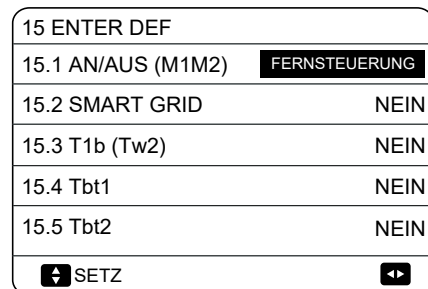 15 ENTER DEF
15.1 AN/AUS (M1M2) FERNSTEUERUNG
15.2 SMART GRID NEIN
15.3 T1b (Tw2) NEIN
15.4 Tbt1 NEIN
15.5 Tbt2 NEIN
SETZ